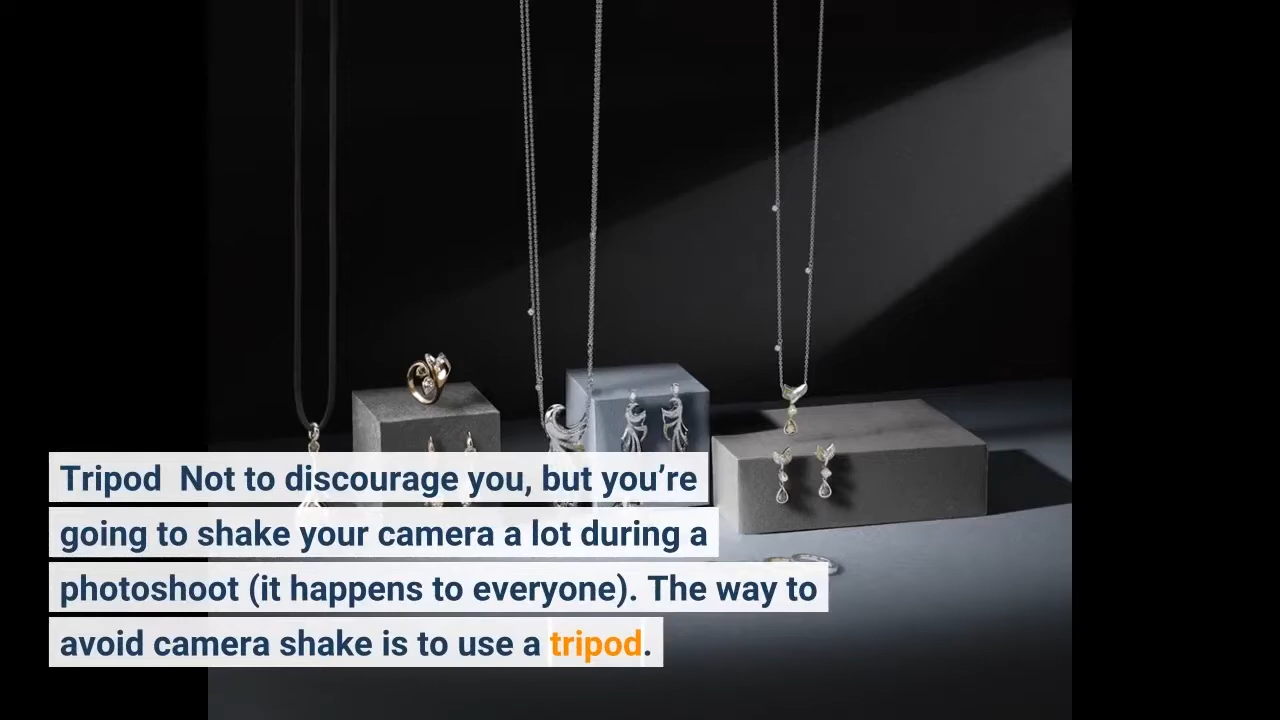 Tripod  Not to discourage you, but you’re
going to shake your camera a lot during a
photoshoot (it happens to everyone). The way to
avoid camera shake is to use a tripod.